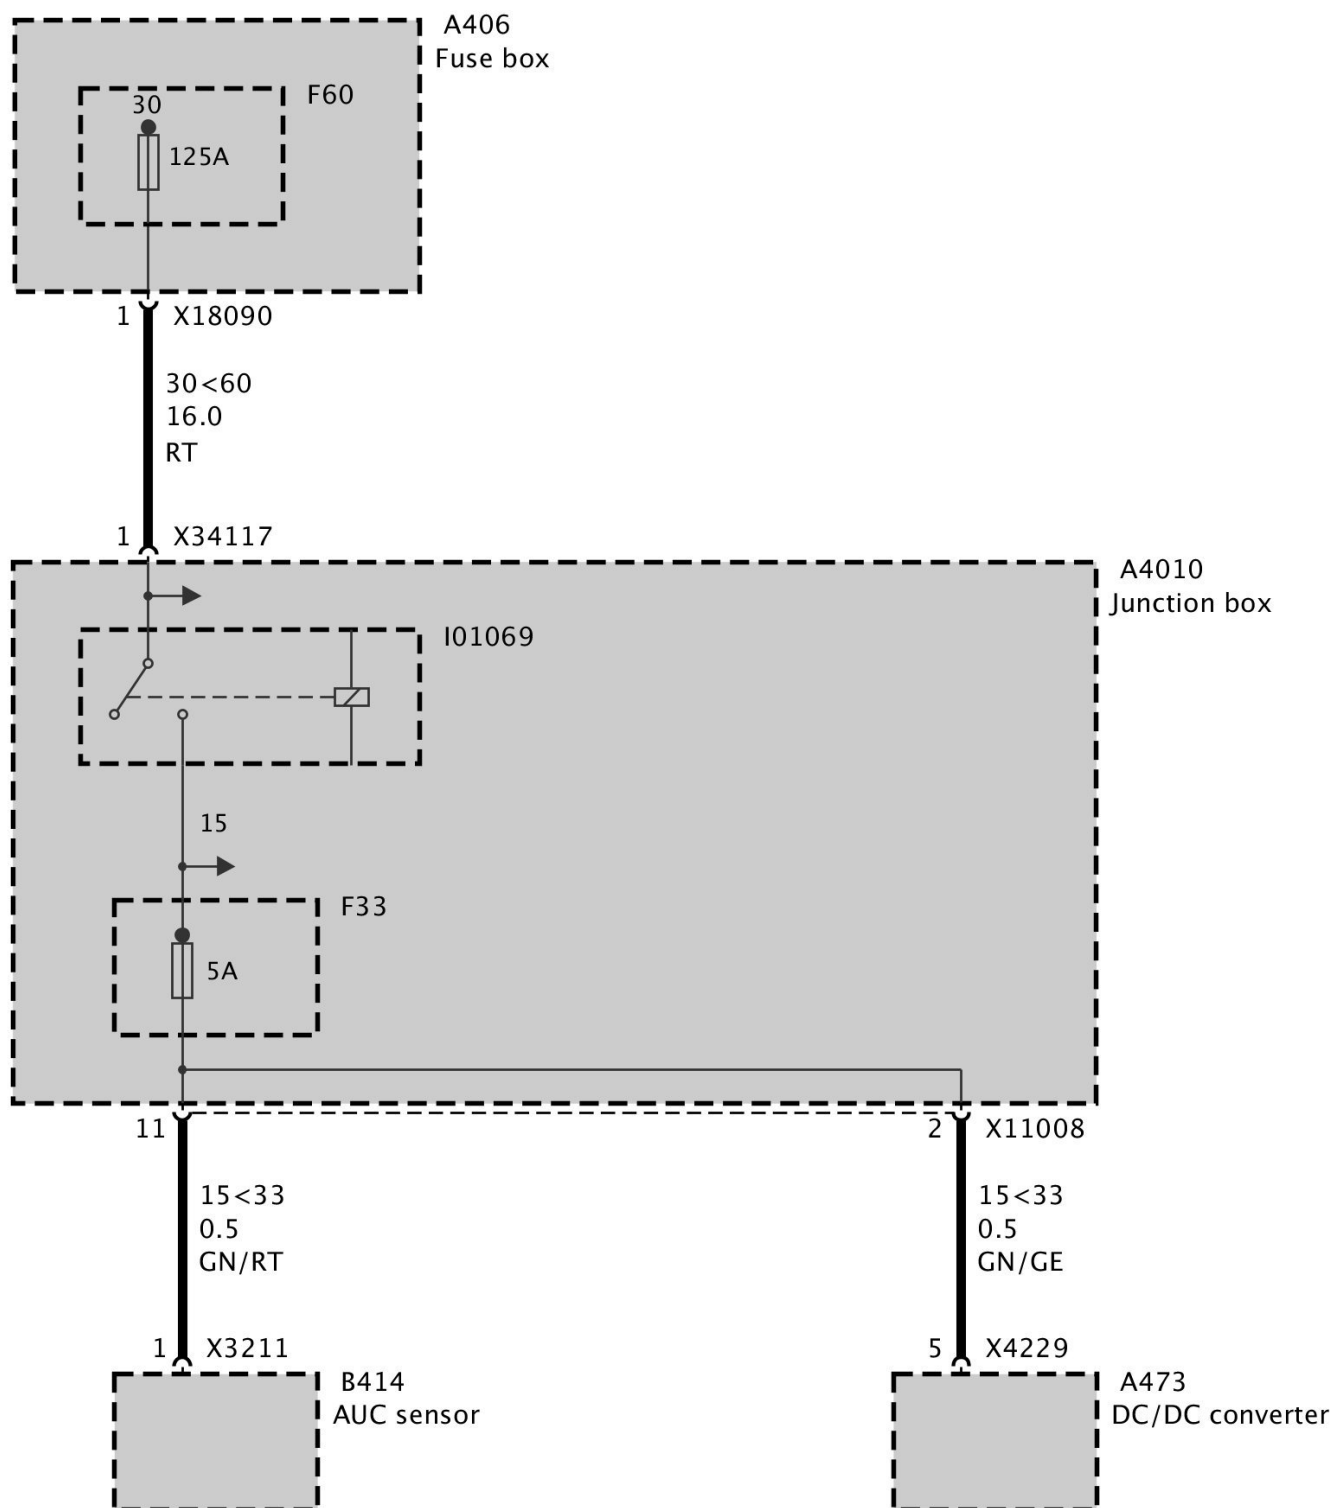 A406
Fuse box
F60
30
125A
1 X18090
30<60
16.0
RT
1 X34117
A4010
Junction box
I01069
15
F33
5A
11
2 X11008
15<33
0.5
GN/RT
15<33
0.5
GN/GE
1 X3211
5 X4229
B414
AUC sensor
A473
DC/DC converter